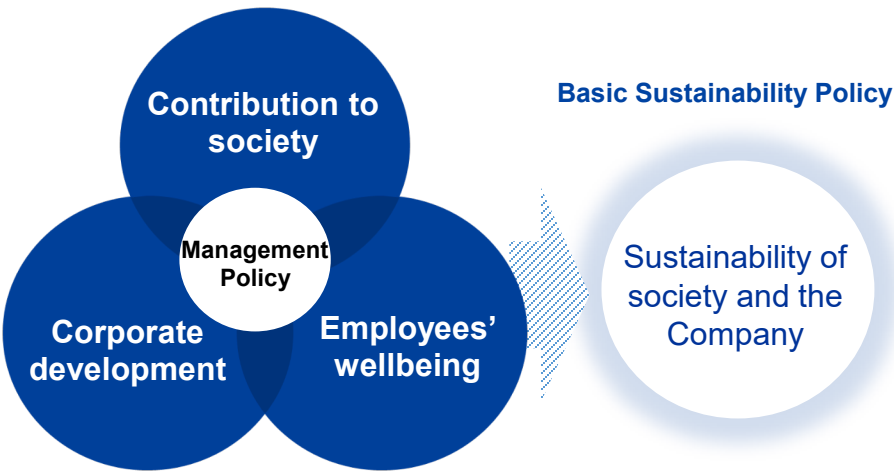 Contribution to
society
Management
Policy
Corporate
development
Employees’
wellbeing
Basic Sustainability Policy
Sustainability of
society and the
Company